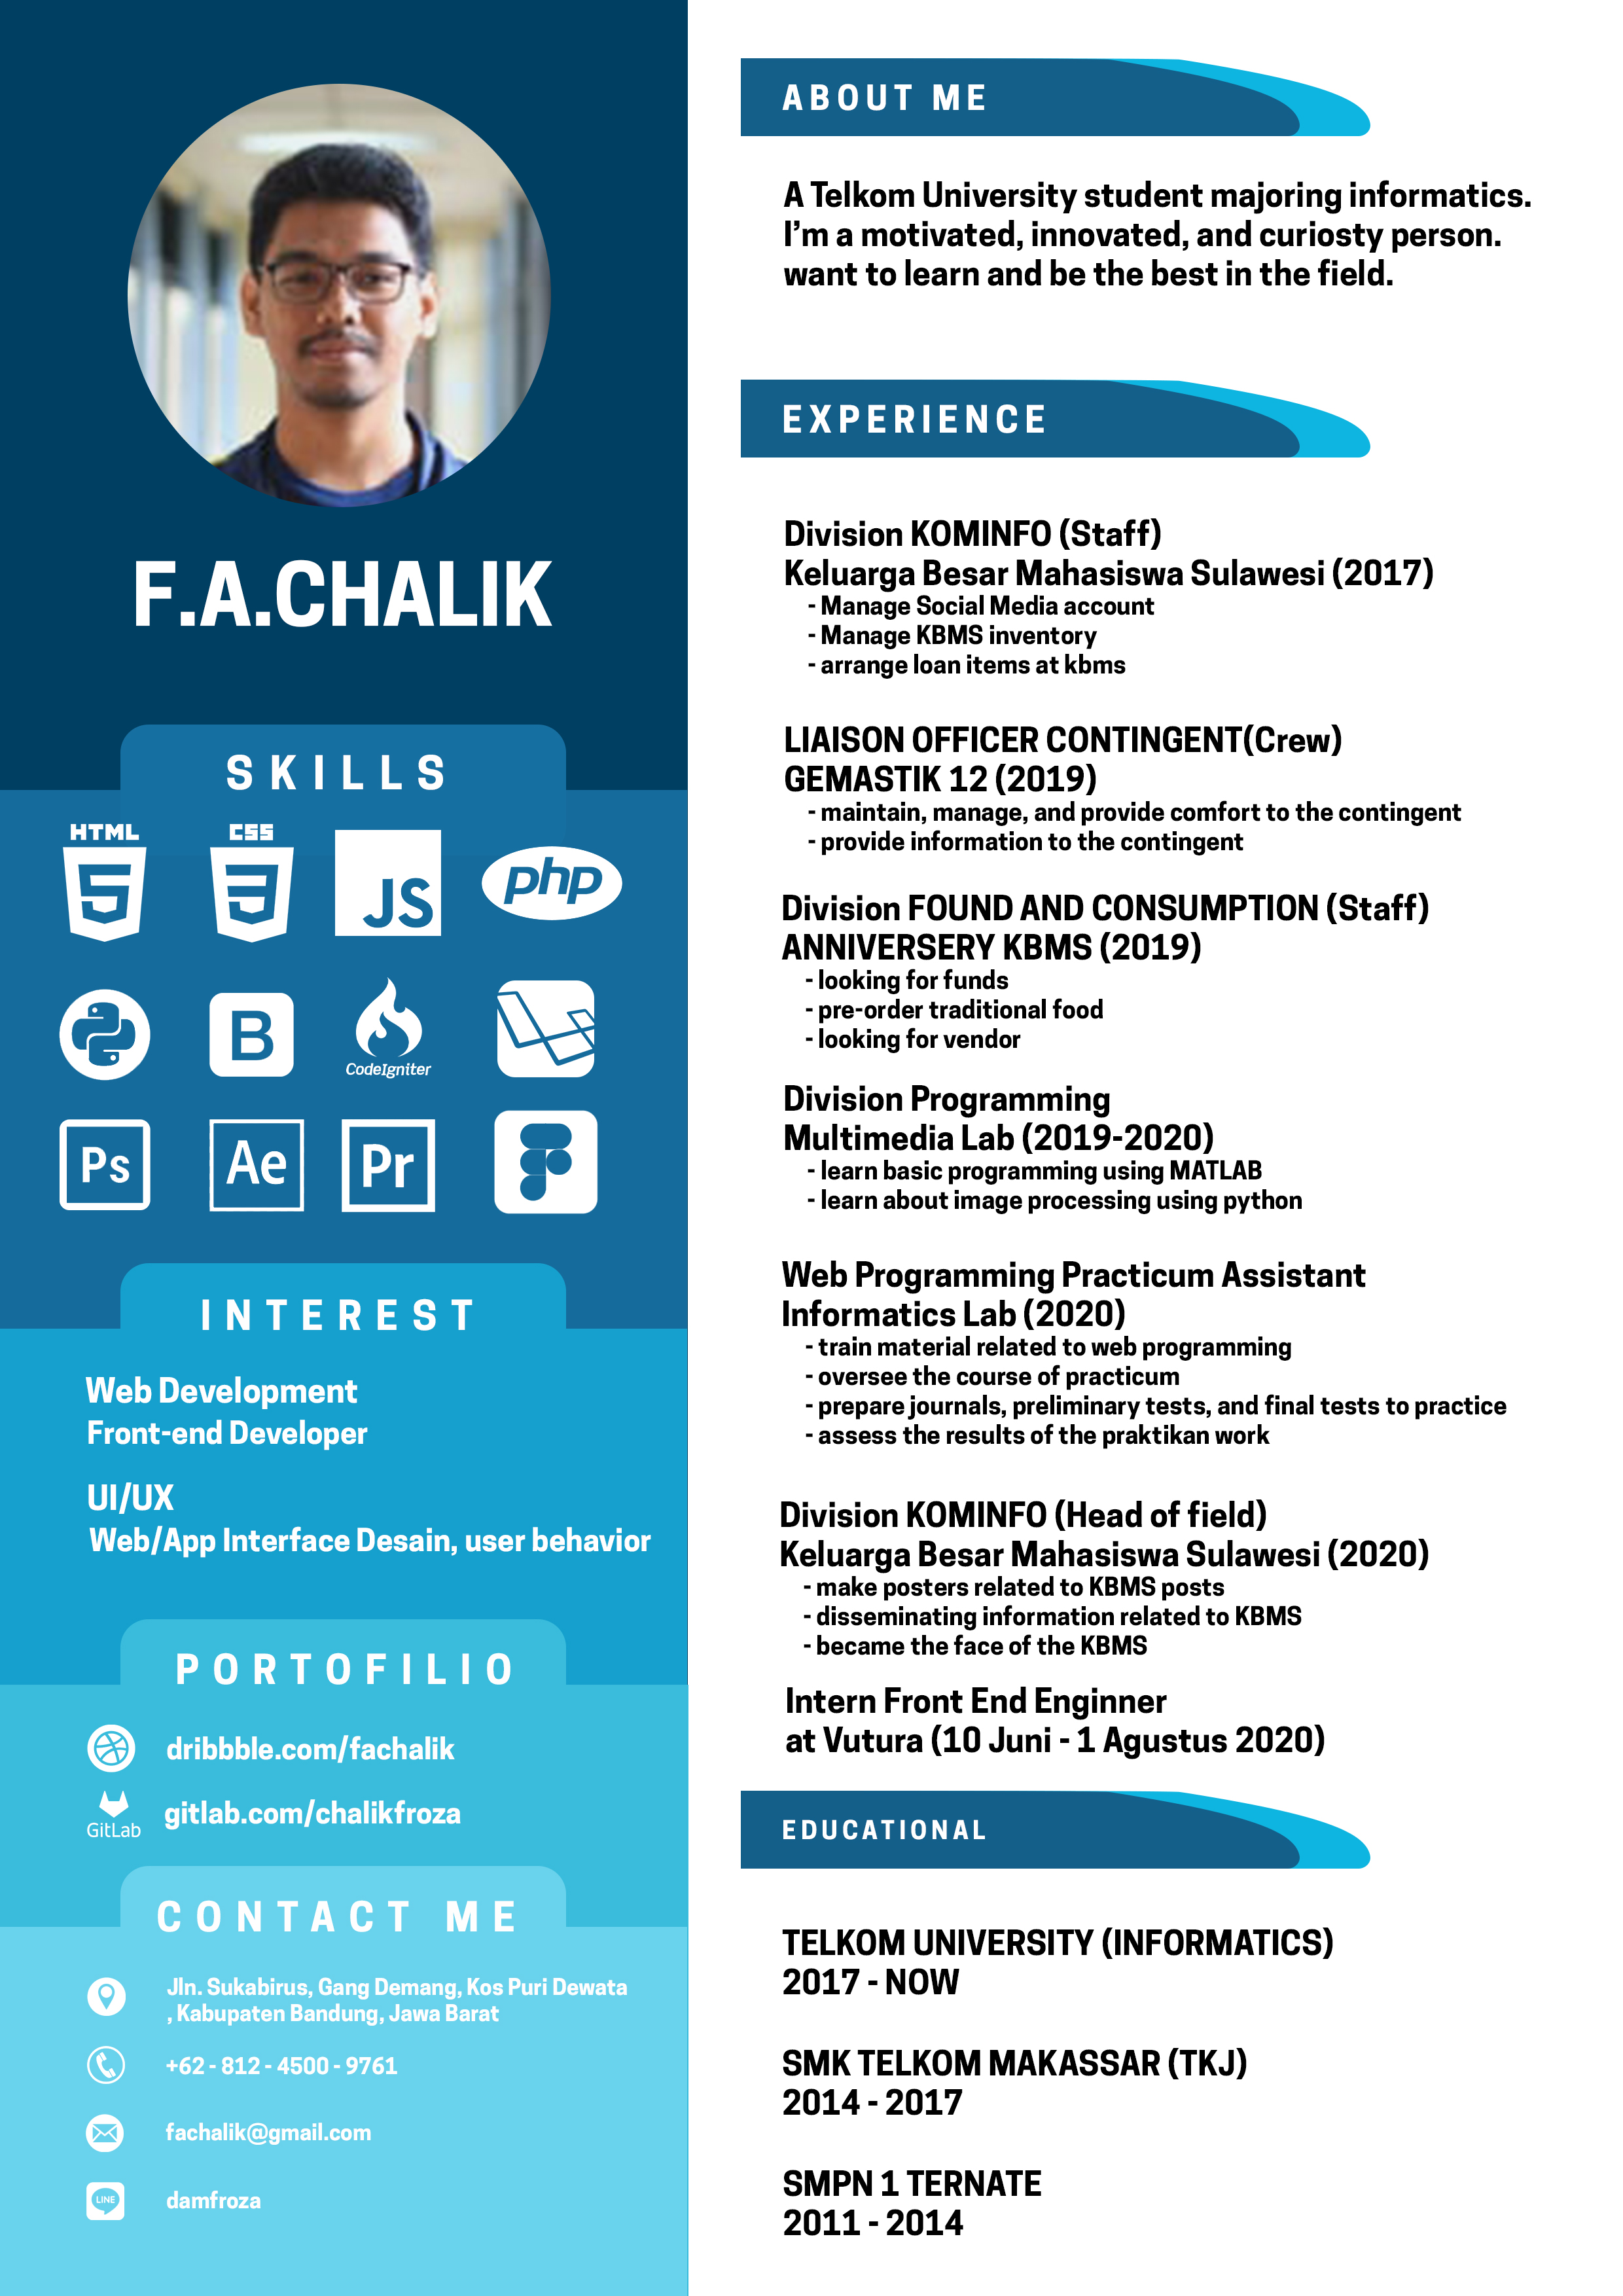 F.A.CHALIK
SKILLS
HTML
5
CSS
3
JS
php
B
CodeIgniter
Ps
Ae
Pr
INTEREST
Web Development
Front-end Developer
UI/UX
Web/App Interface Desain, user behavior
PORTOFILIO
dribbble.com/fachalik
GitLab
gitlab.com/chalikfroza
CONTACT ME
Jln. Sukabirus, Gang Demang, Kos Puri Dewata
, Kabupaten Bandung, Jawa Barat
+62 - 812 - 4500 - 9761
fachalik@gmail.com
LINE
damfroza
ABOUT ME
A Telkom University student majoring informatics.
I'm a motivated, innovated, and curiosty person.
want to learn and be the best in the field.
EXPERIENCE
Division KOMINFO (Staff)
Keluarga Besar Mahasiswa Sulawesi (2017)
- Manage Social Media account
- Manage KBMS inventory
- arrange loan items at kbms
LIAISON OFFICER CONTINGENT(Crew)
GEMASTIK 12 (2019)
- maintain, manage, and provide comfort to the contingent
- provide information to the contingent
Division FOUND AND CONSUMPTION (Staff)
ANNIVERSERY KBMS (2019)
- looking for funds
- pre-order traditional food
- looking for vendor
Division Programming
Multimedia Lab (2019-2020)
- learn basic programming using MATLAB
- learn about image processing using python
Web Programming Practicum Assistant
Informatics Lab (2020)
- train material related to web programming
- oversee the course of practicum
- prepare journals, preliminary tests, and final tests to practice
- assess the results of the praktikan work
Division KOMINFO (Head of field)
Keluarga Besar Mahasiswa Sulawesi (2020)
- make posters related to KBMS posts
- disseminating information related to KBMS
- became the face of the KBMS
Intern Front End Enginner
at Vutura (10 Juni - 1 Agustus 2020)
EDUCATIONAL
TELKOM UNIVERSITY (INFORMATICS)
2017 - NOW
SMK TELKOM MAKASSAR (TKJ)
2014 - 2017
SMPN 1 TERNATE
2011 - 2014